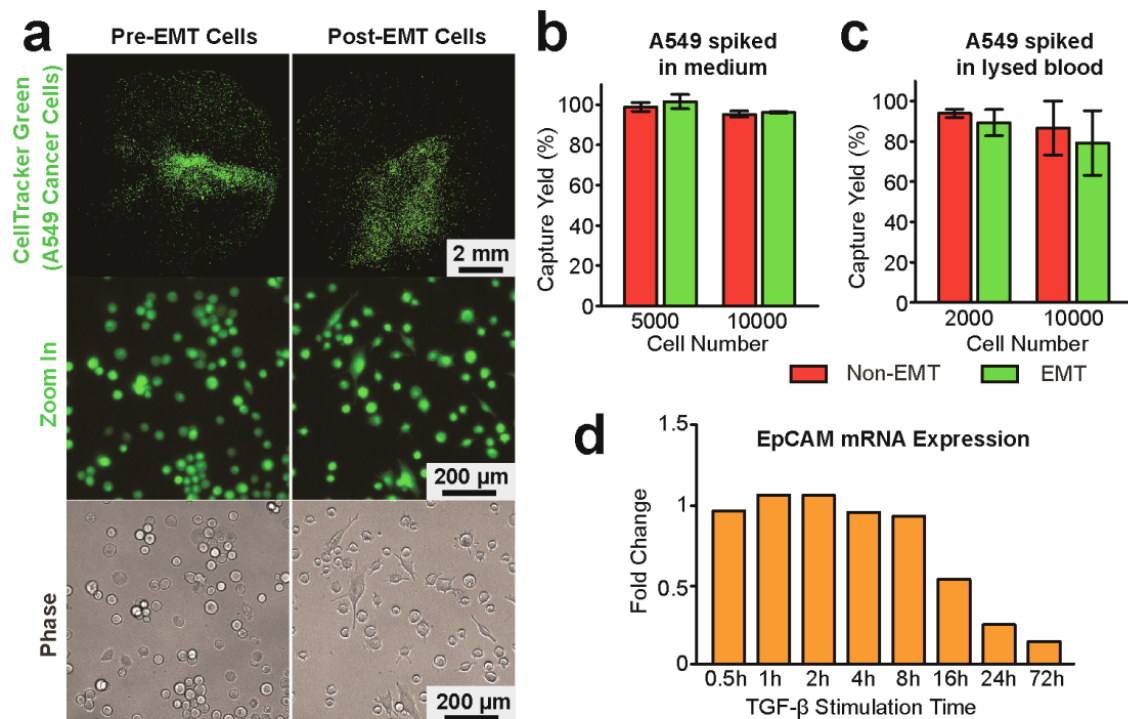 a
Pre-EMT Cells
Post-EMT Cells
CellTracker Green
(A549 Cancer Cells)
2 mm
Zoom In
200 µm
Phase
200 µm
b
A549 spiked
in medium
Capture Yeld (%)
100
80
60
40
20
0
5000
10000
Cell Number
c
A549 spiked
in lysed blood
Capture Yeld (%)
100
80
60
40
20
0
2000
10000
Cell Number
Non-EMT
EMT
d
EpCAM mRNA Expression
Fold Change
1.5
1
0.5
0
0.5h 1h 2h 4h 8h 16h 24h 72h
TGF-β Stimulation Time